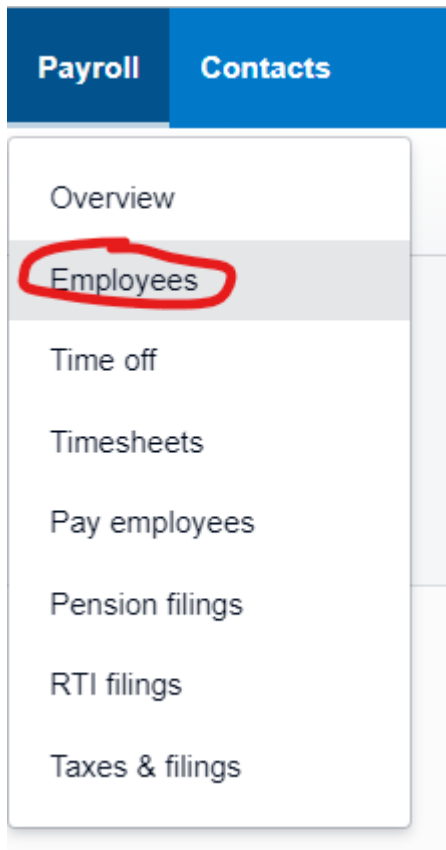 Payroll Contacts
Overview
Employees
Time off
Timesheets
Pay employees
Pension filings
RTI filings
Taxes & filings